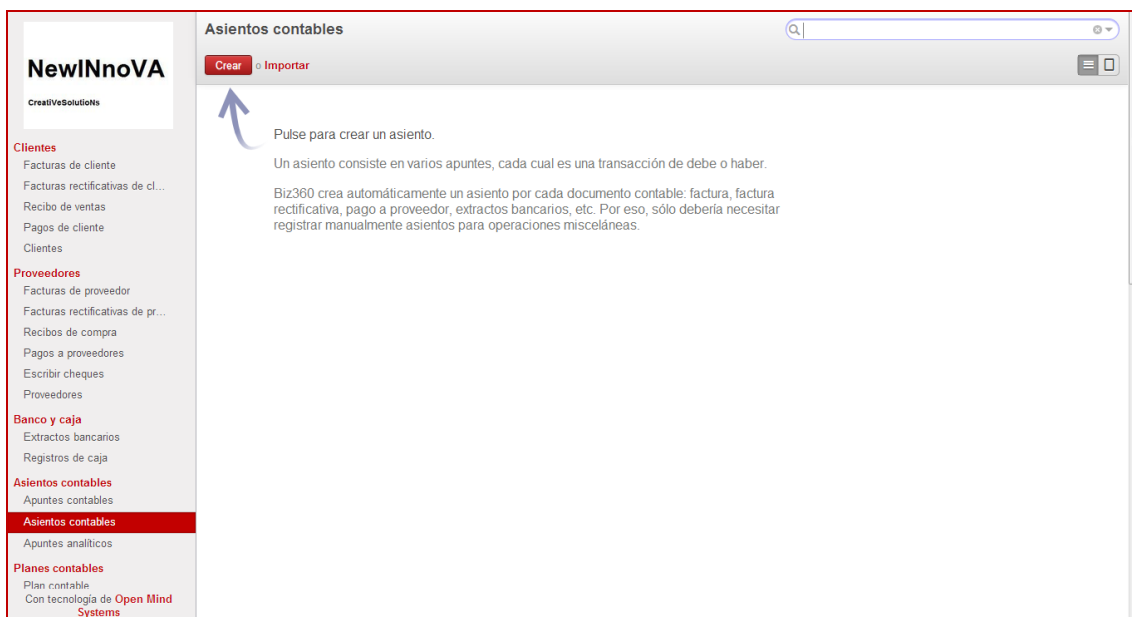 NewINnoVA
CreatiVeSolutioNs
Clientes
Facturas de cliente
Facturas rectificativas de cl...
Recibo de ventas
Pagos de cliente
Clientes
Proveedores
Facturas de proveedor
Facturas rectificativas de pr...
Recibos de compra
Pagos a proveedores
Escribir cheques
Proveedores
Banco y caja
Extractos bancarios
Registros de caja
Asientos contables
Apuntes contables
Asientos contables
Apuntes analíticos
Planes contables
Plan contable
Con tecnología de Open Mind
Systems
Asientos contables
Crear o Importar
Pulse para crear un asiento.
Un asiento consiste en varios apuntes, cada cual es una transacción de debe o haber.
Biz360 crea automáticamente un asiento por cada documento contable: factura, factura
rectificativa, pago a proveedor, extractos bancarios, etc. Por eso, sólo debería necesitar
registrar manualmente asientos para operaciones misceláneas.